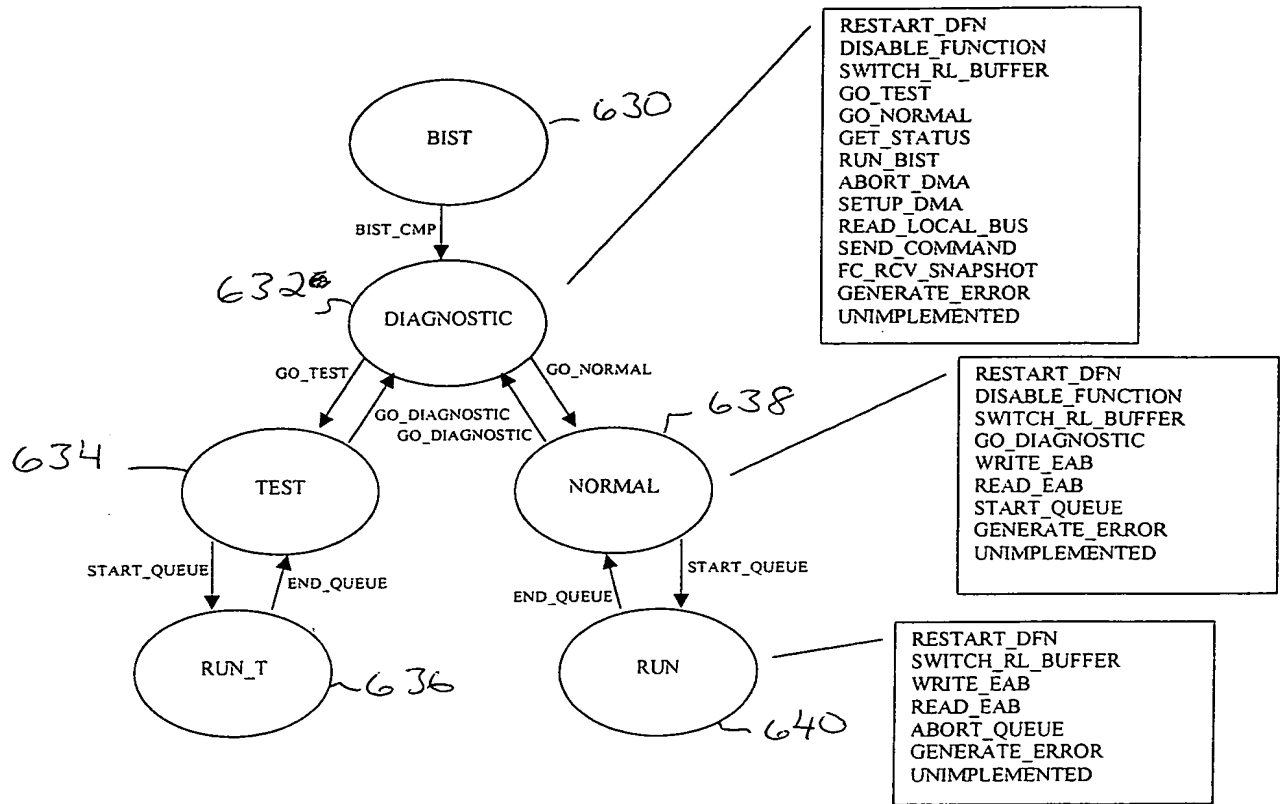 RESTART_DFN
DISABLE_FUNCTION
SWITCH_RL_BUFFER
GO_TEST
GO_NORMAL
GET_STATUS
RUN_BIST
ABORT_DMA
SETUP_DMA
READ_LOCAL_BUS
SEND_COMMAND
FC_RCV_SNAPSHOT
GENERATE_ERROR
UNIMPLEMENTED
630
BIST
BIST_CMP
632
DIAGNOSTIC
GO_TEST
GO_NORMAL
GO_DIAGNOSTIC
GO_DIAGNOSTIC
638
634
TEST
NORMAL
RESTART_DFN
DISABLE_FUNCTION
SWITCH_RL_BUFFER
GO_DIAGNOSTIC
WRITE_EAB
READ_EAB
START_QUEUE
GENERATE_ERROR
UNIMPLEMENTED
START_QUEUE
END_QUEUE
END_QUEUE
START_QUEUE
RUN_T
636
RUN
640
RESTART_DFN
SWITCH_RL_BUFFER
WRITE_EAB
READ_EAB
ABORT_QUEUE
GENERATE_ERROR
UNIMPLEMENTED